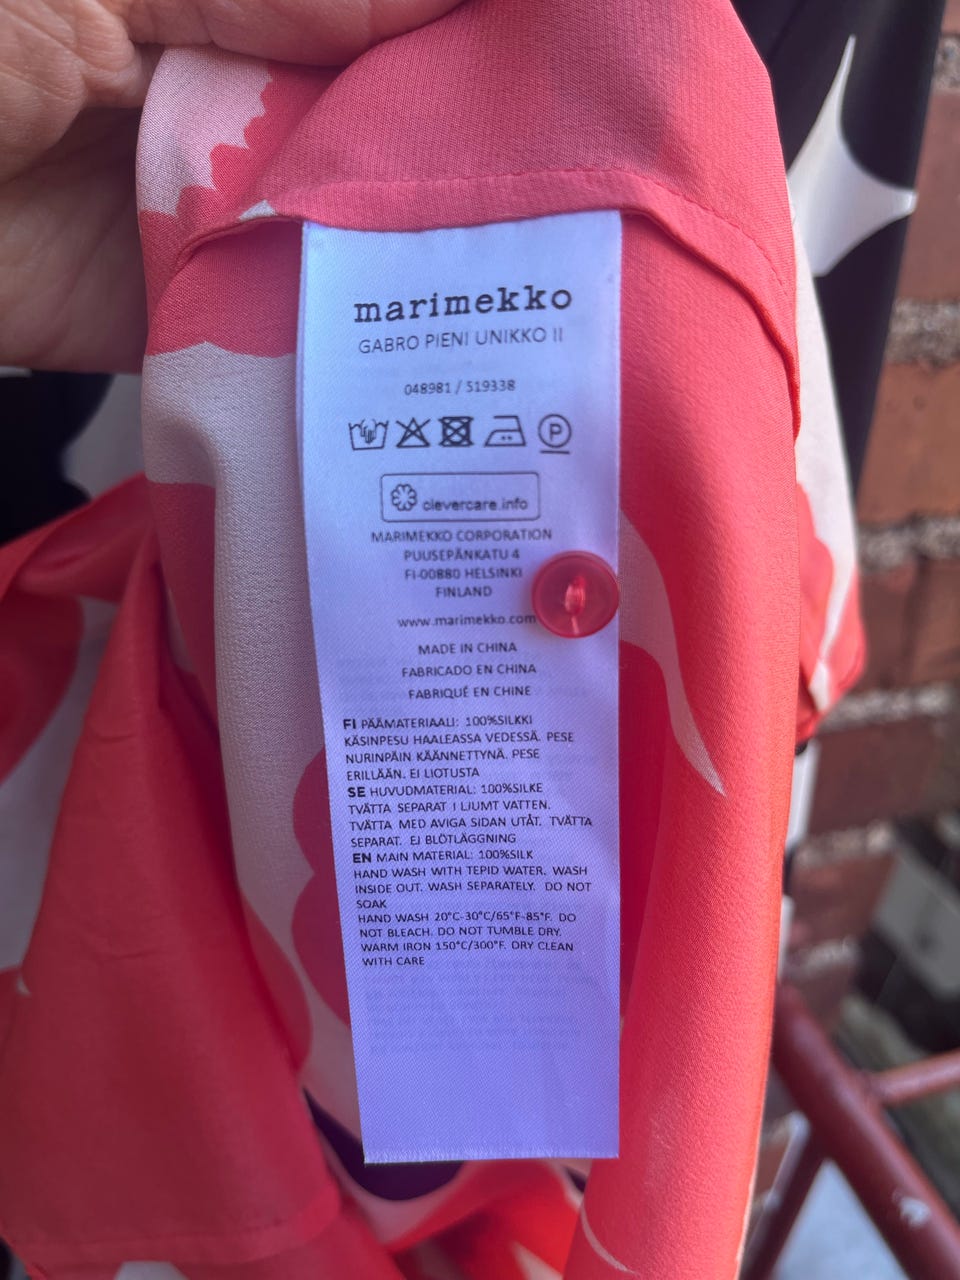 marimekko
GABRO PIENI UNIKKO II
048981 / 519338
P
clevercare.info
MARIMEKKO CORPORATION
PUUSEPÄNKATU 4
FI-00880 HELSINKI
FINLAND
www.marimekko.com
MADE IN CHINA
FABRICADO EN CHINA
FABRIQUÉ EN CHINE
FI PÄÄMATERIAALI: 100%SILKKI
KÄSINPESU HAALEASSA VEDESSÄ. PESE
NURINPÄIN KÄÄNNETTYNÄ. PESE
ERILLÄÄN. EI LIOTUSTA
SE HUVUDMATERIAL: 100%SILKE
TVÄTTA SEPARAT I LJUMT VATTEN.
TVÄTTA MED AVIGA SIDAN UTÅT. TVÄTTA
SEPARAT. EJ BLÖTLÄGGNING
EN MAIN MATERIAL: 100%SILK
HAND WASH WITH TEPID WATER. WASH
INSIDE OUT. WASH SEPARATELY. DO NOT
SOAK
HAND WASH 20°C-30°C/65°F-85°F. DO
NOT BLEACH. DO NOT TUMBLE DRY.
WARM IRON 150°C/300°F. DRY CLEAN
WITH CARE